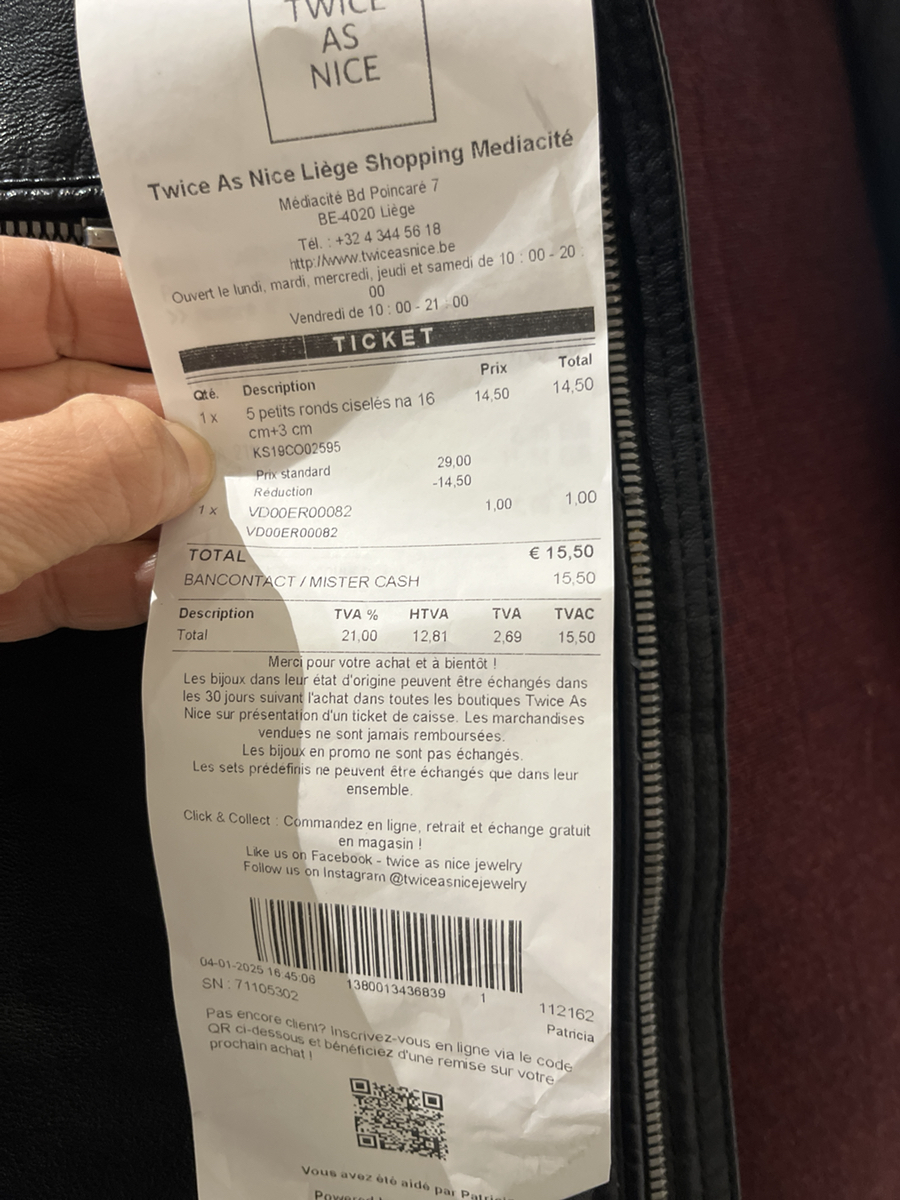 TWICE
AS
NICE
Twice As Nice Liège Shopping Mediacité
Médiacité Bd Poincaré 7
BE-4020 Liège
Tél. : +32 4 344 56 18
http://www.twiceasnice.be
Ouvert le lundi, mardi, mercredi, jeudi et samedi de 10 : 00 - 20 :
00
Vendredi de 10 : 00 - 21 : 00
TICKET
Qté. Description Prix Total
1 x 5 petits ronds ciselés na 16 14,50 14,50
cm+3 cm
KS19CO02595
Prix standard 29,00
Réduction -14,50
1 x VD00ER00082 1,00 1,00
VD00ER00082
TOTAL € 15,50
BANCONTACT / MISTER CASH 15,50
Description TVA % HTVA TVA TVAC
Total 21,00 12,81 2,69 15,50
Merci pour votre achat et à bientôt !
Les bijoux dans leur état d'origine peuvent être échangés dans
les 30 jours suivant l'achat dans toutes les boutiques Twice As
Nice sur présentation d'un ticket de caisse. Les marchandises
vendues ne sont jamais remboursées.
Les bijoux en promo ne sont pas échangés.
Les sets prédéfinis ne peuvent être échangés que dans leur
ensemble.
Click & Collect : Commandez en ligne, retrait et échange gratuit
en magasin !
Like us on Facebook - twice as nice jewelry
Follow us on Instagram @twiceasnicejewelry
04-01-2025 16:45:06 1380013436839 1 112162
SN : 71105302 Patricia
Pas encore client? Inscrivez-vous en ligne via le code
QR ci-dessous et bénéficiez d'une remise sur votre
prochain achat !
Vous avez été aidé par
Powered